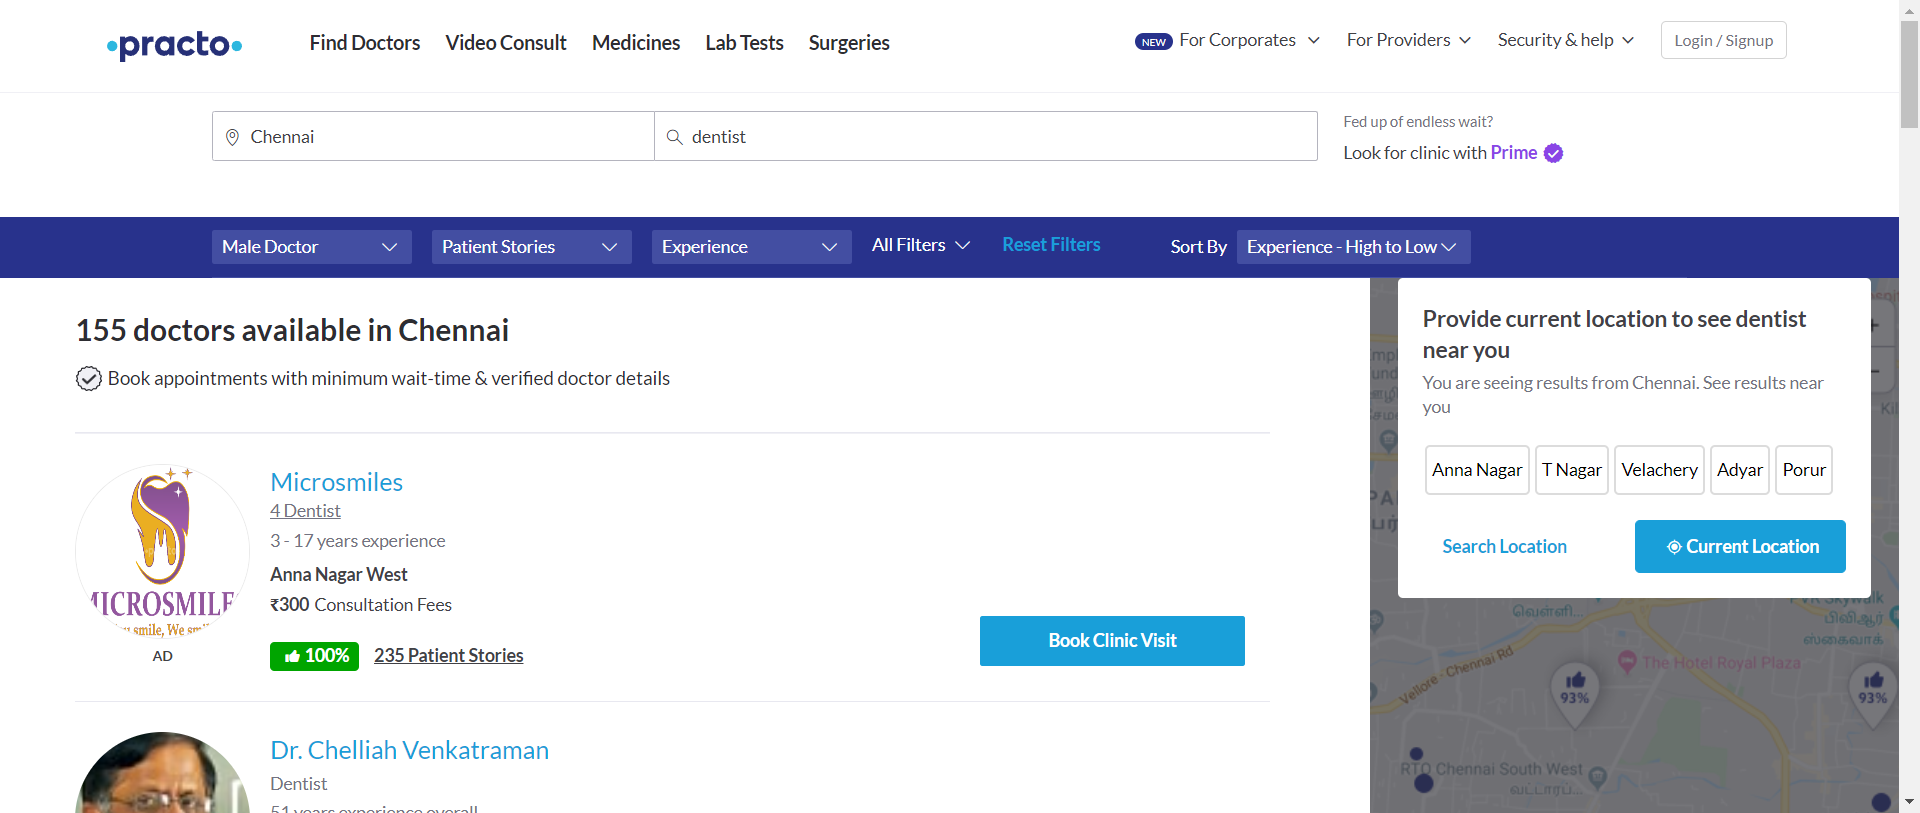 practo
Find Doctors
Video Consult
Medicines
Lab Tests
Surgeries
NEW
For Corporates
For Providers
Security & help
Login / Signup
Chennai
dentist
Fed up of endless wait?
Look for clinic with Prime
Male Doctor
Patient Stories
Experience
All Filters
Reset Filters
Sort By
Experience - High to Low
155 doctors available in Chennai
Book appointments with minimum wait-time & verified doctor details
Microsmiles
4 Dentist
3 - 17 years experience
Anna Nagar West
₹300 Consultation Fees
100%
235 Patient Stories
AD
Book Clinic Visit
Dr. Chelliah Venkatraman
Dentist
51 years experience overall
Provide current location to see dentist
near you
You are seeing results from Chennai. See results near
you
Anna Nagar
T Nagar
Velachery
Adyar
Porur
Search Location
Current Location
வெள்ளி...
PVR Skywalk
பிவிஆர்
ஸ்கைவாக்
Vellore - Chennai Rd
The Hotel Royal Plaza
93%
93%
RTO Chennai South West
வட்டாரப்...